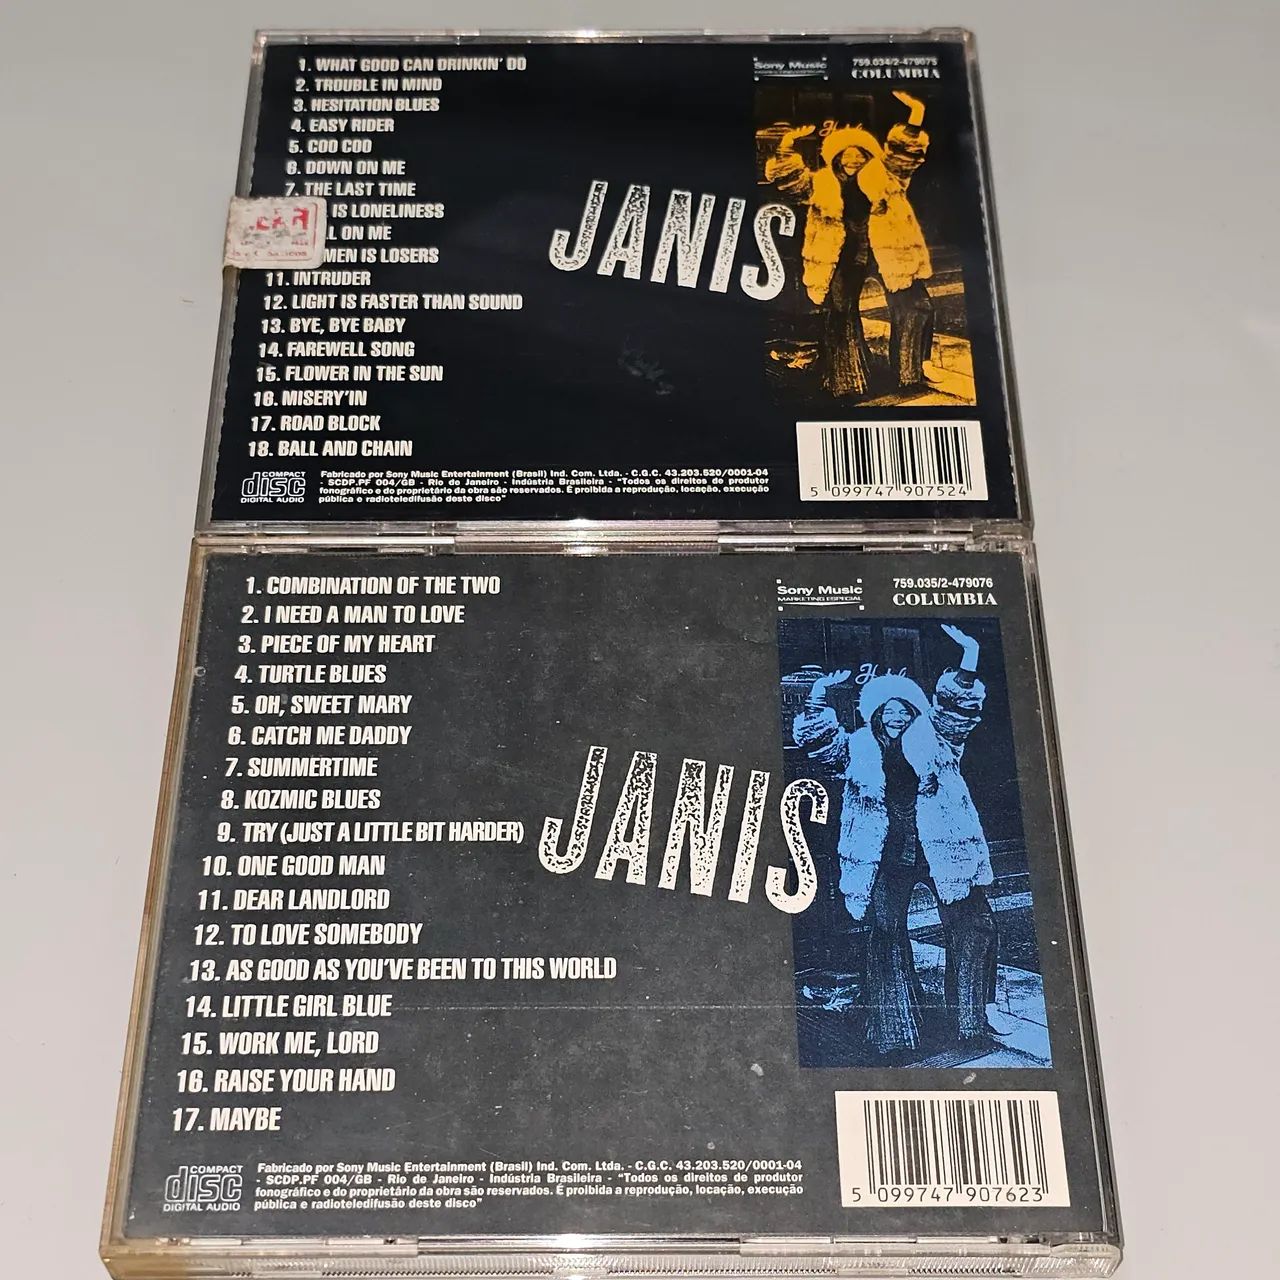 1. WHAT GOOD CAN DRINKIN' DO
2. TROUBLE IN MIND
3. HESITATION BLUES
4. EASY RIDER
5. COO COO
6. DOWN ON ME
7. THE LAST TIME
IS LONELINESS
ON ME
MEN IS LOSERS
11. INTRUDER
12. LIGHT IS FASTER THAN SOUND
13. BYE, BYE BABY
14. FAREWELL SONG
15. FLOWER IN THE SUN
16. MISERY'IN
17. ROAD BLOCK
18. BALL AND CHAIN
Sony Music
MARKETING ESPECIAL
759.034/2-479075
COLUMBIA
JANIS
COMPACT
disc
DIGITAL AUDIO
Fabricado por Sony Music Entertainment (Brasil) Ind. Com. Ltda. - C.G.C. 43.203.520/0001-04
- SCDP.PF 004/GB - Rio de Janeiro - Indústria Brasileira - "Todos os direitos de produtor
fonográfico e do proprietário da obra são reservados. É proibida a reprodução, locação, execução
pública e radioteledifusão deste disco"
5 099747 907524
1. COMBINATION OF THE TWO
2. I NEED A MAN TO LOVE
3. PIECE OF MY HEART
4. TURTLE BLUES
5. OH, SWEET MARY
6. CATCH ME DADDY
7. SUMMERTIME
8. KOZMIC BLUES
9. TRY (JUST A LITTLE BIT HARDER)
10. ONE GOOD MAN
11. DEAR LANDLORD
12. TO LOVE SOMEBODY
13. AS GOOD AS YOU'VE BEEN TO THIS WORLD
14. LITTLE GIRL BLUE
15. WORK ME, LORD
16. RAISE YOUR HAND
17. MAYBE
Sony Music
MARKETING ESPECIAL
759.035/2-479076
COLUMBIA
JANIS
COMPACT
disc
DIGITAL AUDIO
Fabricado por Sony Music Entertainment (Brasil) Ind. Com. Ltda. - C.G.C. 43.203.520/0001-04
- SCDP.PF 004/GB - Rio de Janeiro - Indústria Brasileira - "Todos os direitos de produtor
fonográfico e do proprietário da obra são reservados. É proibida a reprodução, locação, execução
pública e radioteledifusão deste disco"
5 099747 907623